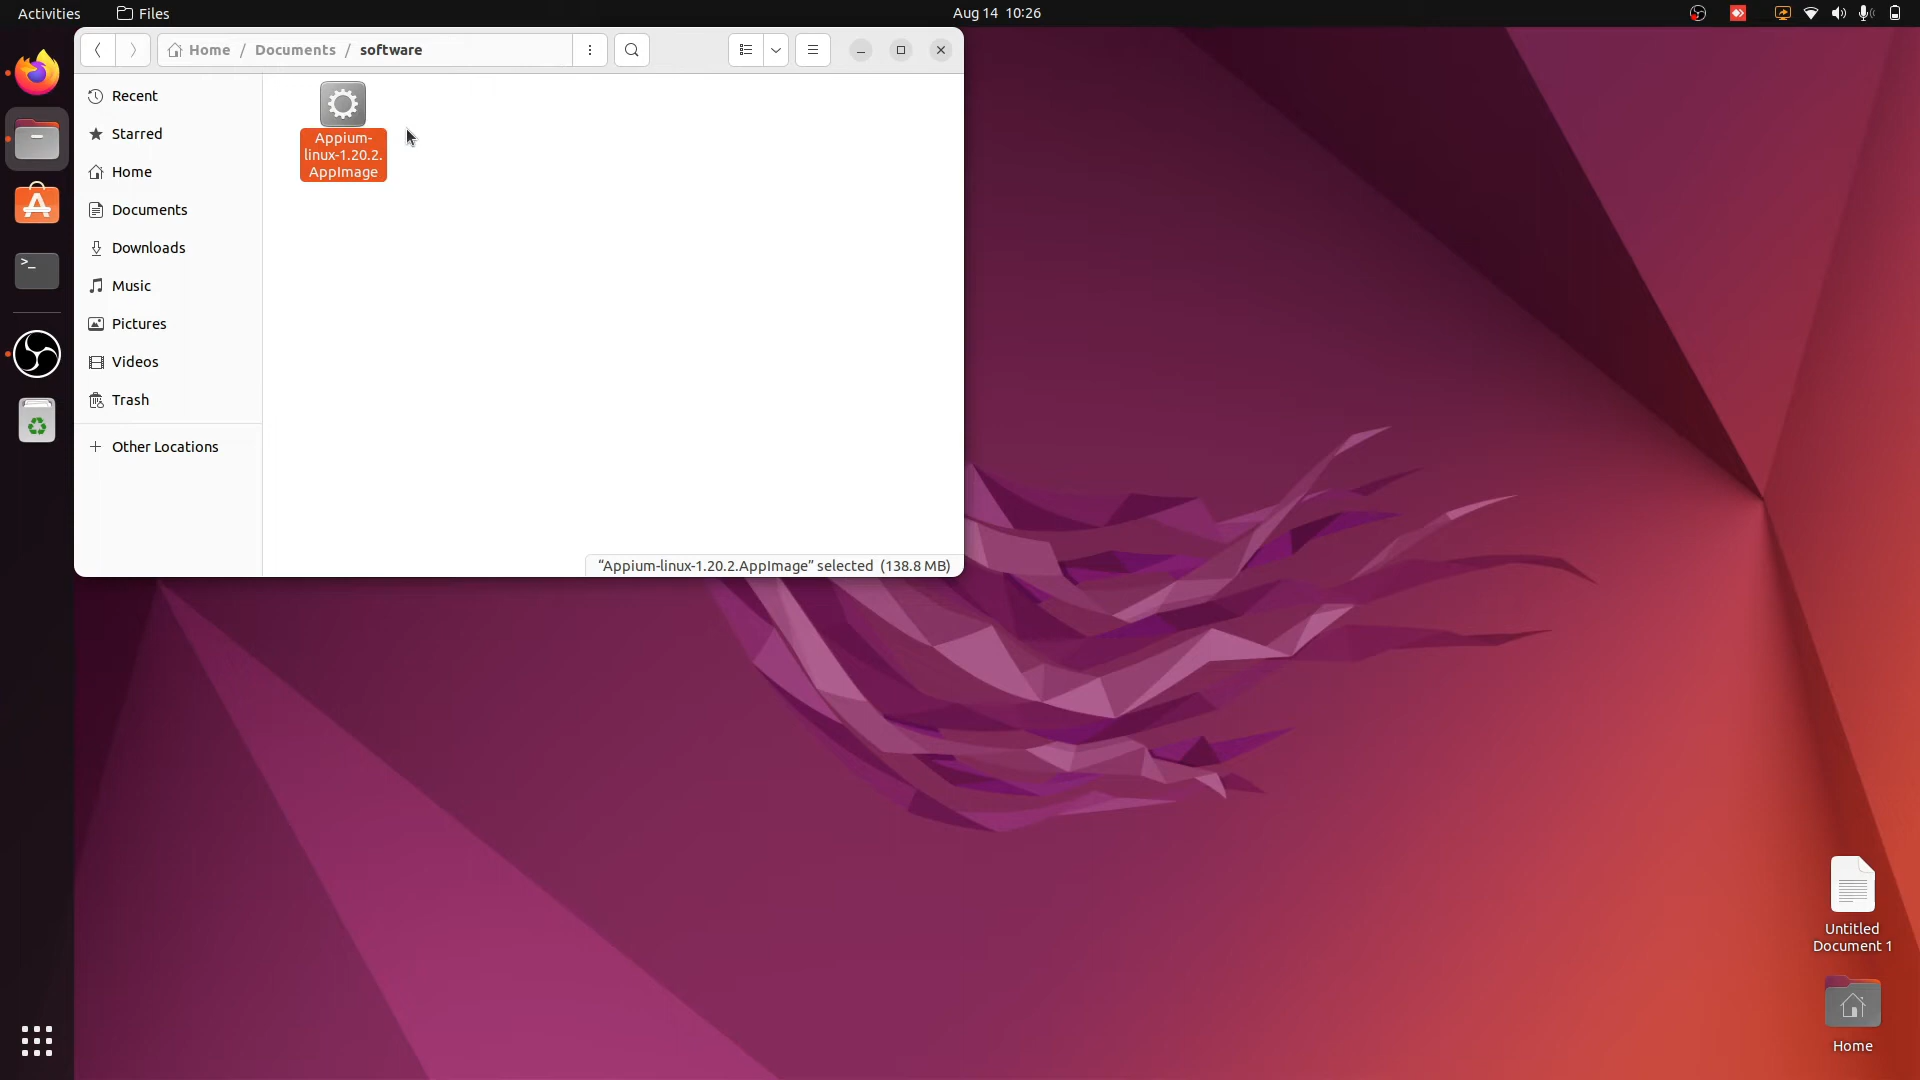 Activities
Files
Aug 14 10:26
Home / Documents / software
Recent
Starred
Home
Documents
Downloads
Music
Pictures
Videos
Trash
+ Other Locations
Appium-
linux-1.20.2.
AppImage
“Appium-linux-1.20.2.AppImage” selected (138.8 MB)
>_
Untitled
Document 1
Home